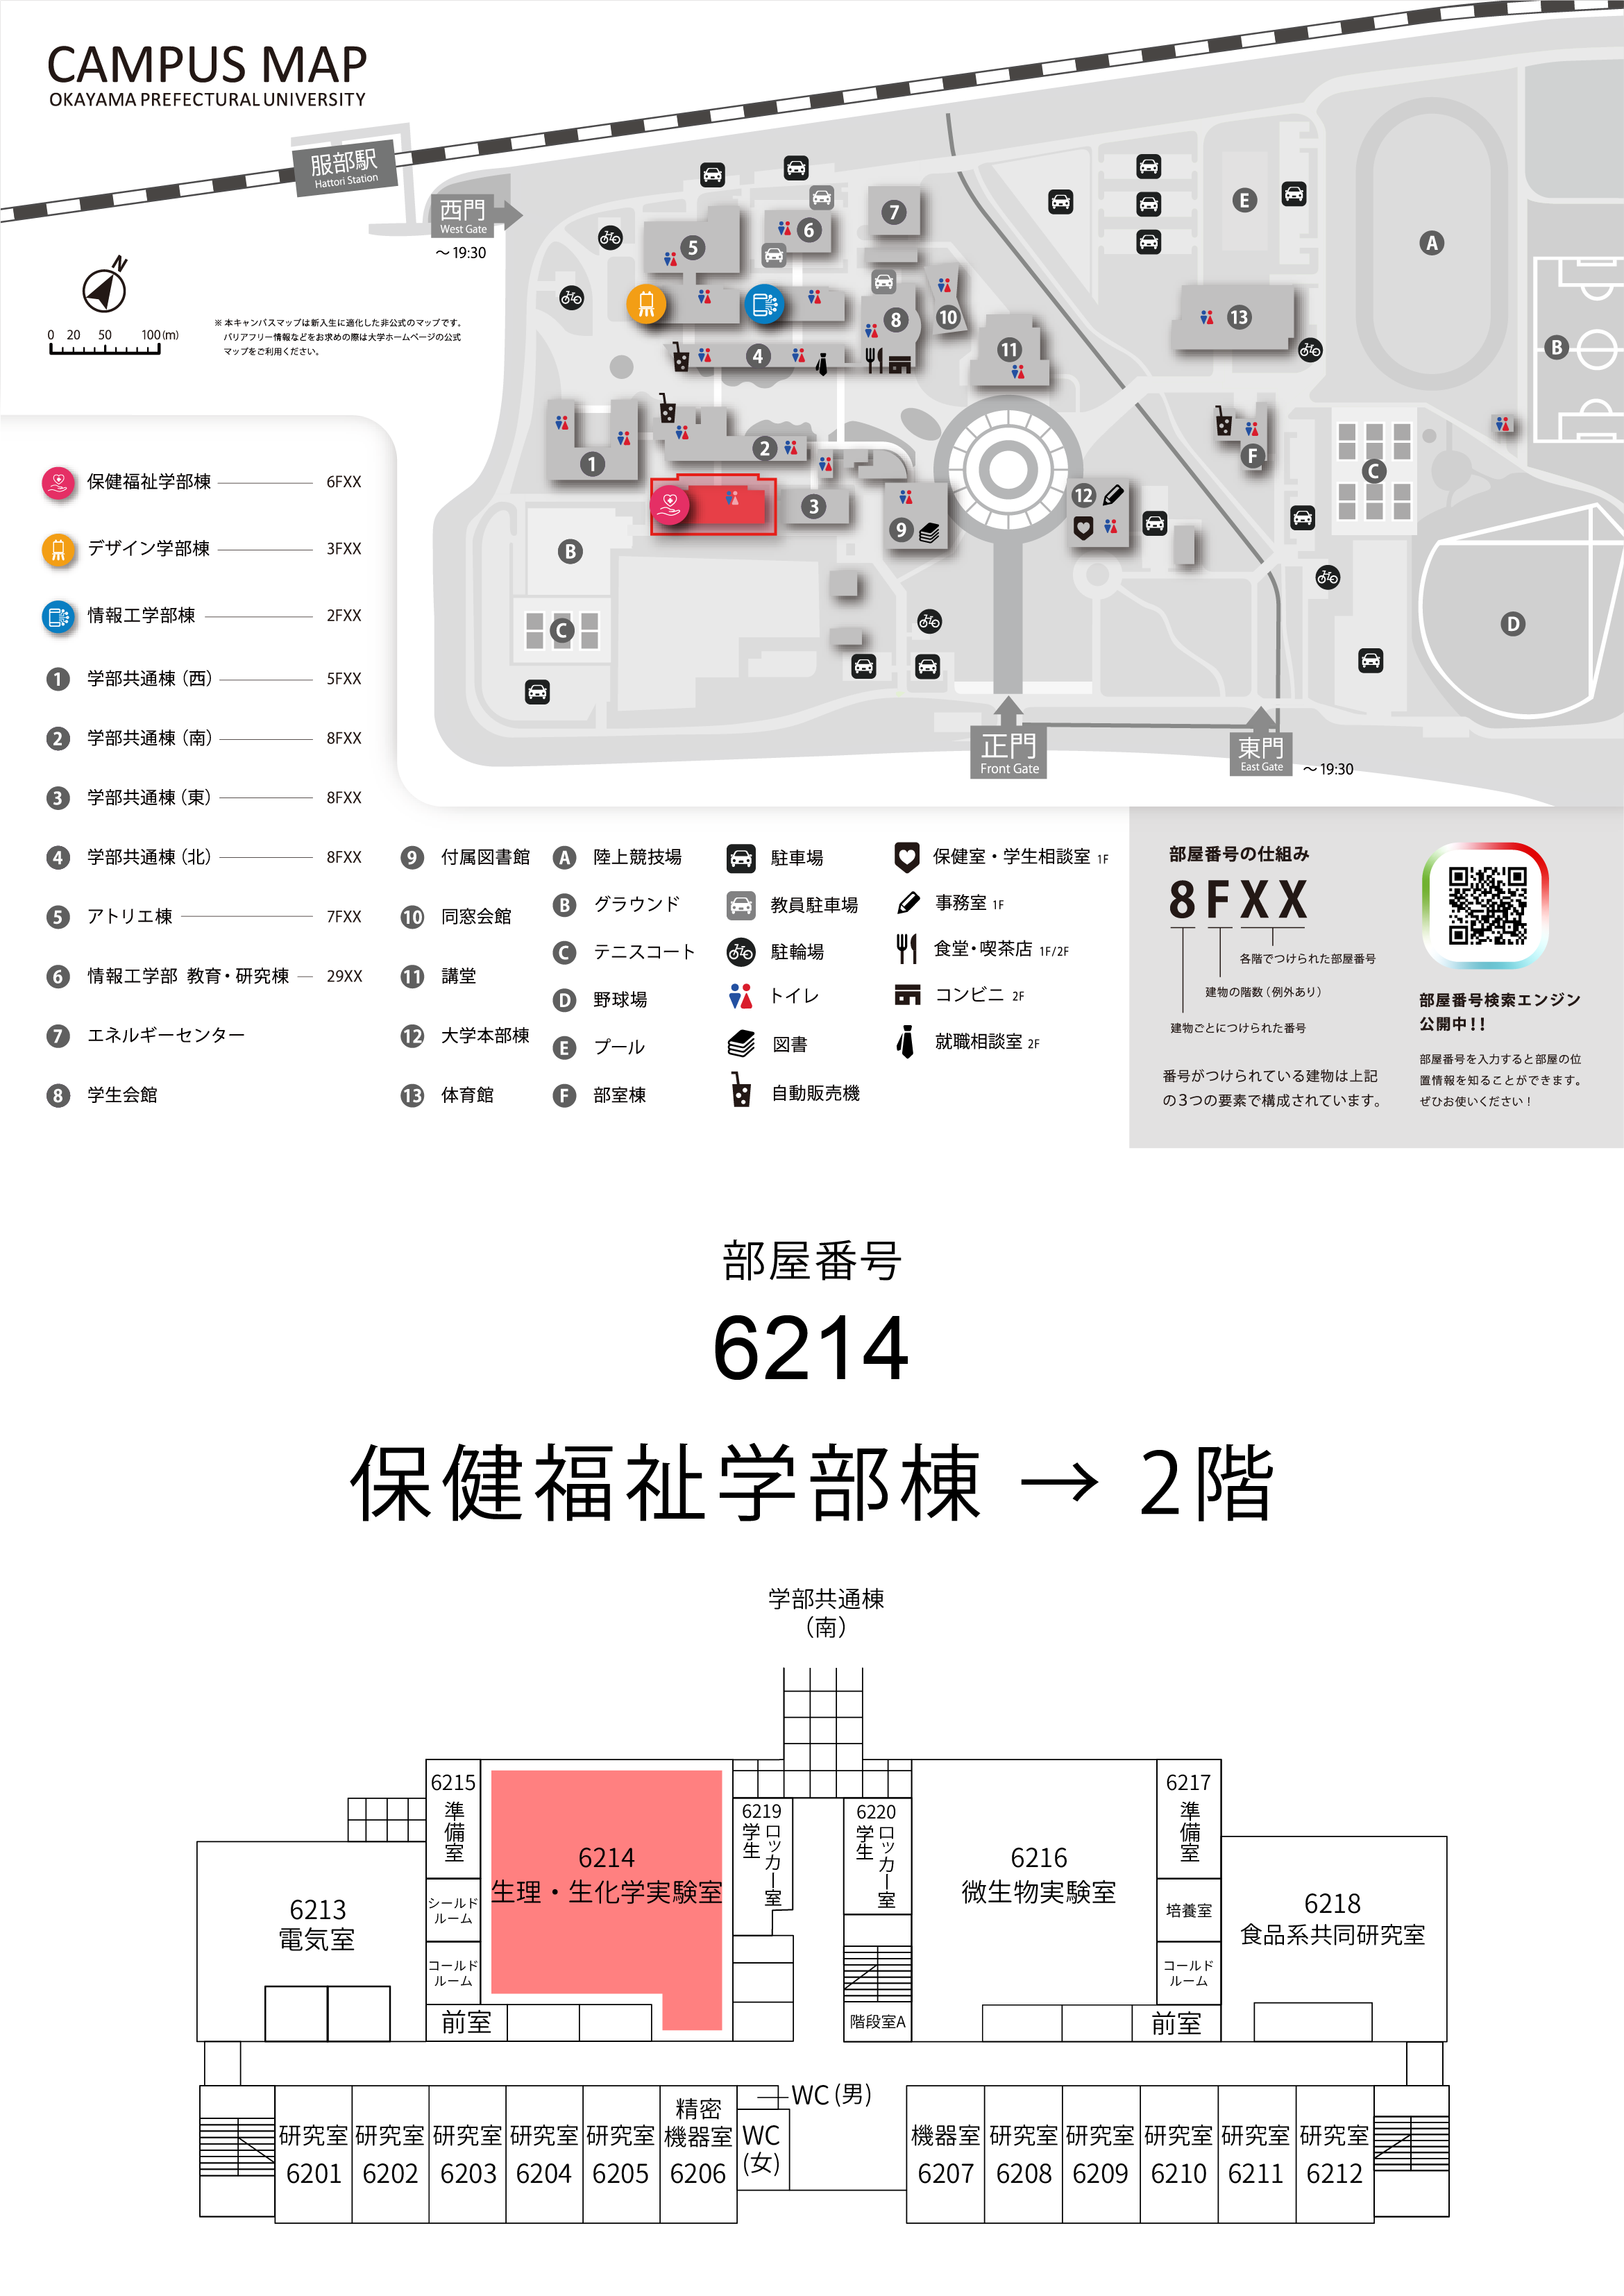 CAMPUS MAP
OKAYAMA PREFECTURAL UNIVERSITY
服部駅
Hattori Station
西門
West Gate
～19:30
N
0 20 50 100(m)
※ 本キャンパスマップは新入生に適化した非公式のマップです。
バリアフリー情報などをお求めの際は大学ホームページの公式
マップをご利用ください。
7
6
5
E
A
8
10
13
4
11
B
2
1
F
C
3
12
9
B
C
D
正門
Front Gate
東門
East Gate
～19:30
保健福祉学部棟 6FXX
デザイン学部棟 3FXX
情報工学部棟 2FXX
1 学部共通棟（西） 5FXX
2 学部共通棟（南） 8FXX
3 学部共通棟（東） 8FXX
4 学部共通棟（北） 8FXX
5 アトリエ棟 7FXX
6 情報工学部 教育・研究棟 29XX
7 エネルギーセンター
8 学生会館
9 付属図書館
10 同窓会館
11 講堂
12 大学本部棟
13 体育館
A 陸上競技場
B グラウンド
C テニスコート
D 野球場
E プール
F 部室棟
駐車場
教員駐車場
駐輪場
トイレ
図書
自動販売機
保健室・学生相談室 1F
事務室 1F
食堂・喫茶店 1F/2F
コンビニ 2F
就職相談室 2F
部屋番号の仕組み
8FXX
各階でつけられた部屋番号
建物の階数（例外あり）
建物ごとにつけられた番号
番号がつけられている建物は上記
の3つの要素で構成されています。
部屋番号検索エンジン
公開中！！
部屋番号を入力すると部屋の位
置情報を知ることができます。
ぜひお使いください！
部屋番号
6214
保健福祉学部棟 → 2階
学部共通棟
（南）
6215
準備室
シールド
ルーム
コールド
ルーム
前室
6213
電気室
6214
生理・生化学実験室
6219
学生ロッカー室
6220
学生ロッカー室
階段室A
6216
微生物実験室
6217
準備室
培養室
コールド
ルーム
前室
6218
食品系共同研究室
研究室
6201
研究室
6202
研究室
6203
研究室
6204
研究室
6205
精密
機器室
6206
WC（男）
WC
（女）
機器室
6207
研究室
6208
研究室
6209
研究室
6210
研究室
6211
研究室
6212